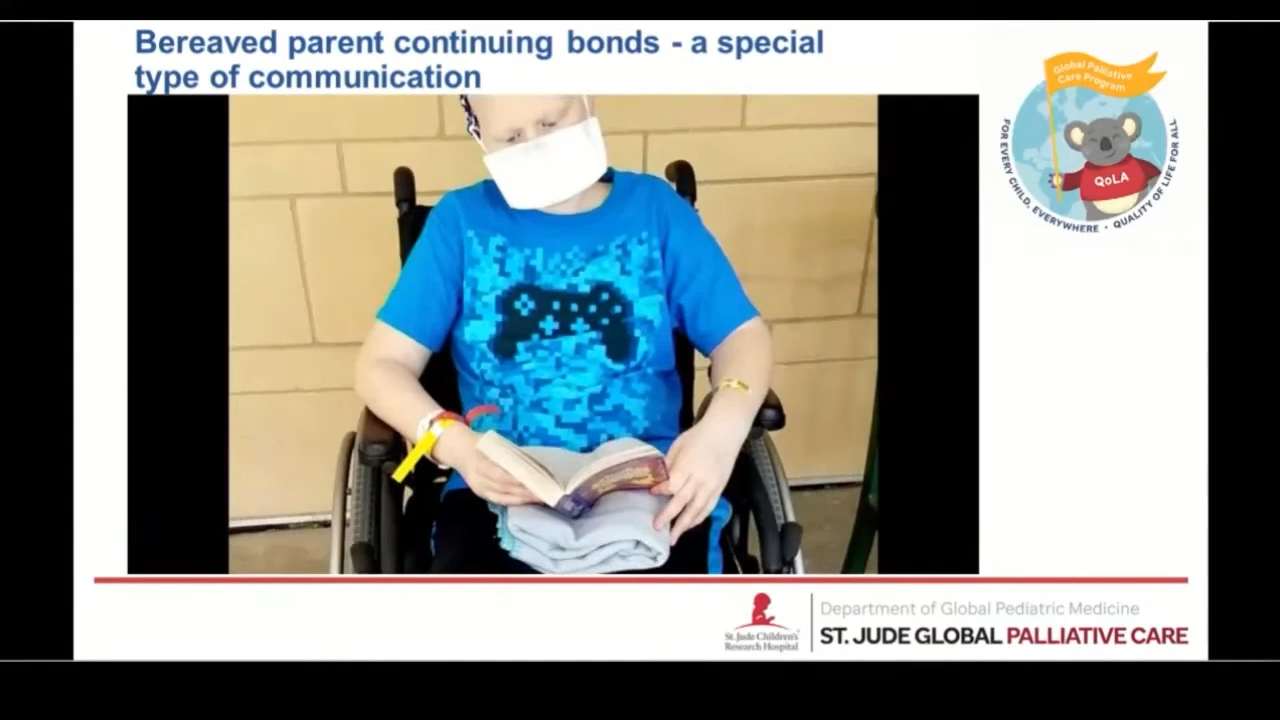 Bereaved parent continuing bonds - a special
type of communication
Global Palliative
Care Program
QoLA
FOR EVERY CHILD, EVERYWHERE • QUALITY OF LIFE FOR ALL
St. Jude Children's
Research Hospital
Department of Global Pediatric Medicine
ST. JUDE GLOBAL PALLIATIVE CARE